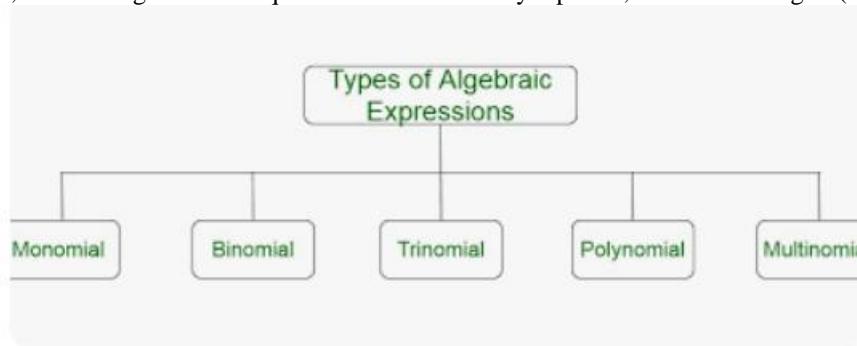 Types of Algebraic
Expressions
Monomial
Binomial
Trinomial
Polynomial
Multinomi